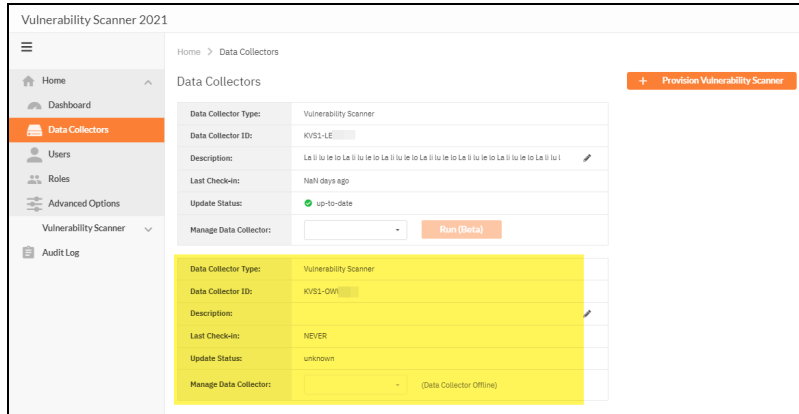 Vulnerability Scanner 2021
Home > Data Collectors
Home
Dashboard
Data Collectors
Users
Roles
Advanced Options
Vulnerability Scanner
Audit Log
Data Collectors
+ Provision Vulnerability Scanner
Data Collector Type: Vulnerability Scanner
Data Collector ID: KVS1-LE
Description: La li lu le lo La li lu le lo La li lu le lo La li lu le lo La li lu le lo La li lu le lo La li lu l
Last Check-in: NaN days ago
Update Status: up-to-date
Manage Data Collector: Run (Beta)
Data Collector Type: Vulnerability Scanner
Data Collector ID: KVS1-OW
Description:
Last Check-in: NEVER
Update Status: unknown
Manage Data Collector: (Data Collector Offline)